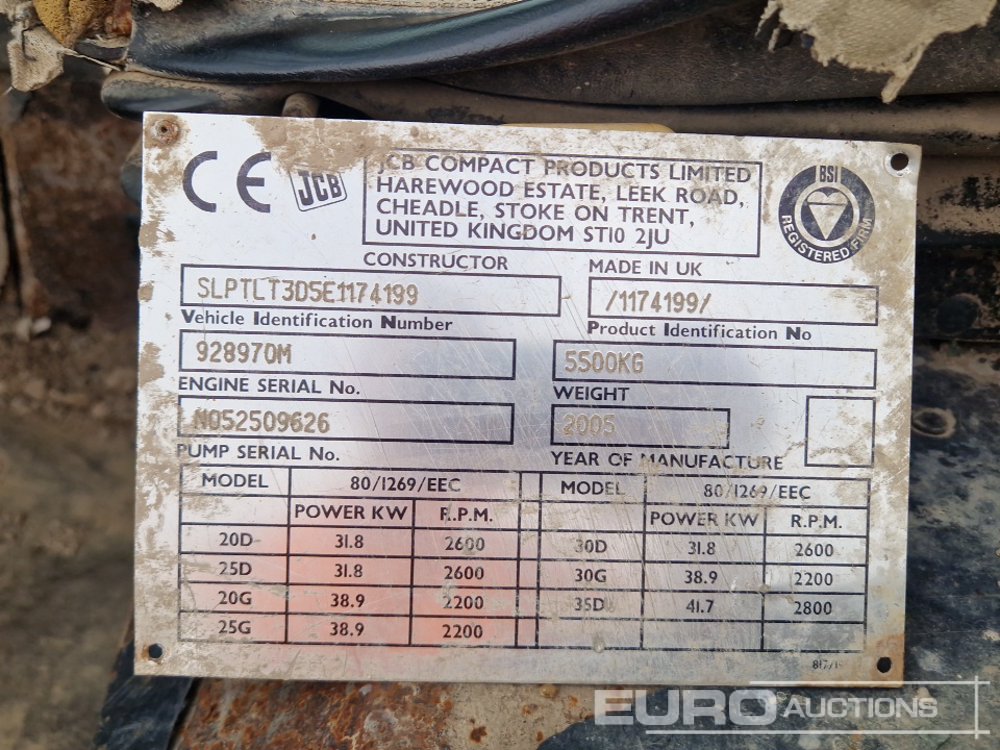 CE JCB
JCB COMPACT PRODUCTS LIMITED
HAREWOOD ESTATE, LEEK ROAD,
CHEADLE, STOKE ON TRENT,
UNITED KINGDOM ST10 2JU
BSI
REGISTERED FIRM
CONSTRUCTOR
MADE IN UK
SLPTLT3D5E1174199
/1174199/
Vehicle Identification Number
Product Identification No
928970M
5500KG
ENGINE SERIAL No.
WEIGHT
N052509626
2005
PUMP SERIAL No.
YEAR OF MANUFACTURE
MODEL 80/1269/EEC MODEL 80/1269/EEC
POWER KW R.P.M. POWER KW R.P.M.
20D 31.8 2600 30D 31.8 2600
25D 31.8 2600 30G 38.9 2200
20G 38.9 2200 35D 41.7 2800
25G 38.9 2200
EURO AUCTIONS